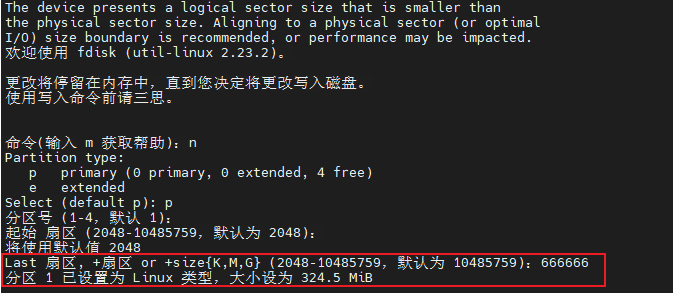 The device presents a logical sector size that is smaller than
the physical sector size. Aligning to a physical sector (or optimal
I/O) size boundary is recommended, or performance may be impacted.
欢迎使用 fdisk (util-linux 2.23.2)。
更改将停留在内存中，直到您决定将更改写入磁盘。
使用写入命令前请三思。
命令(输入 m 获取帮助)：n
Partition type:
   p   primary (0 primary, 0 extended, 4 free)
   e   extended
Select (default p): p
分区号 (1-4，默认 1)：
起始 扇区 (2048-10485759，默认为 2048)：
将使用默认值 2048
Last 扇区, +扇区 or +size{K,M,G} (2048-10485759，默认为 10485759)：666666
分区 1 已设置为 Linux 类型，大小设为 324.5 MiB